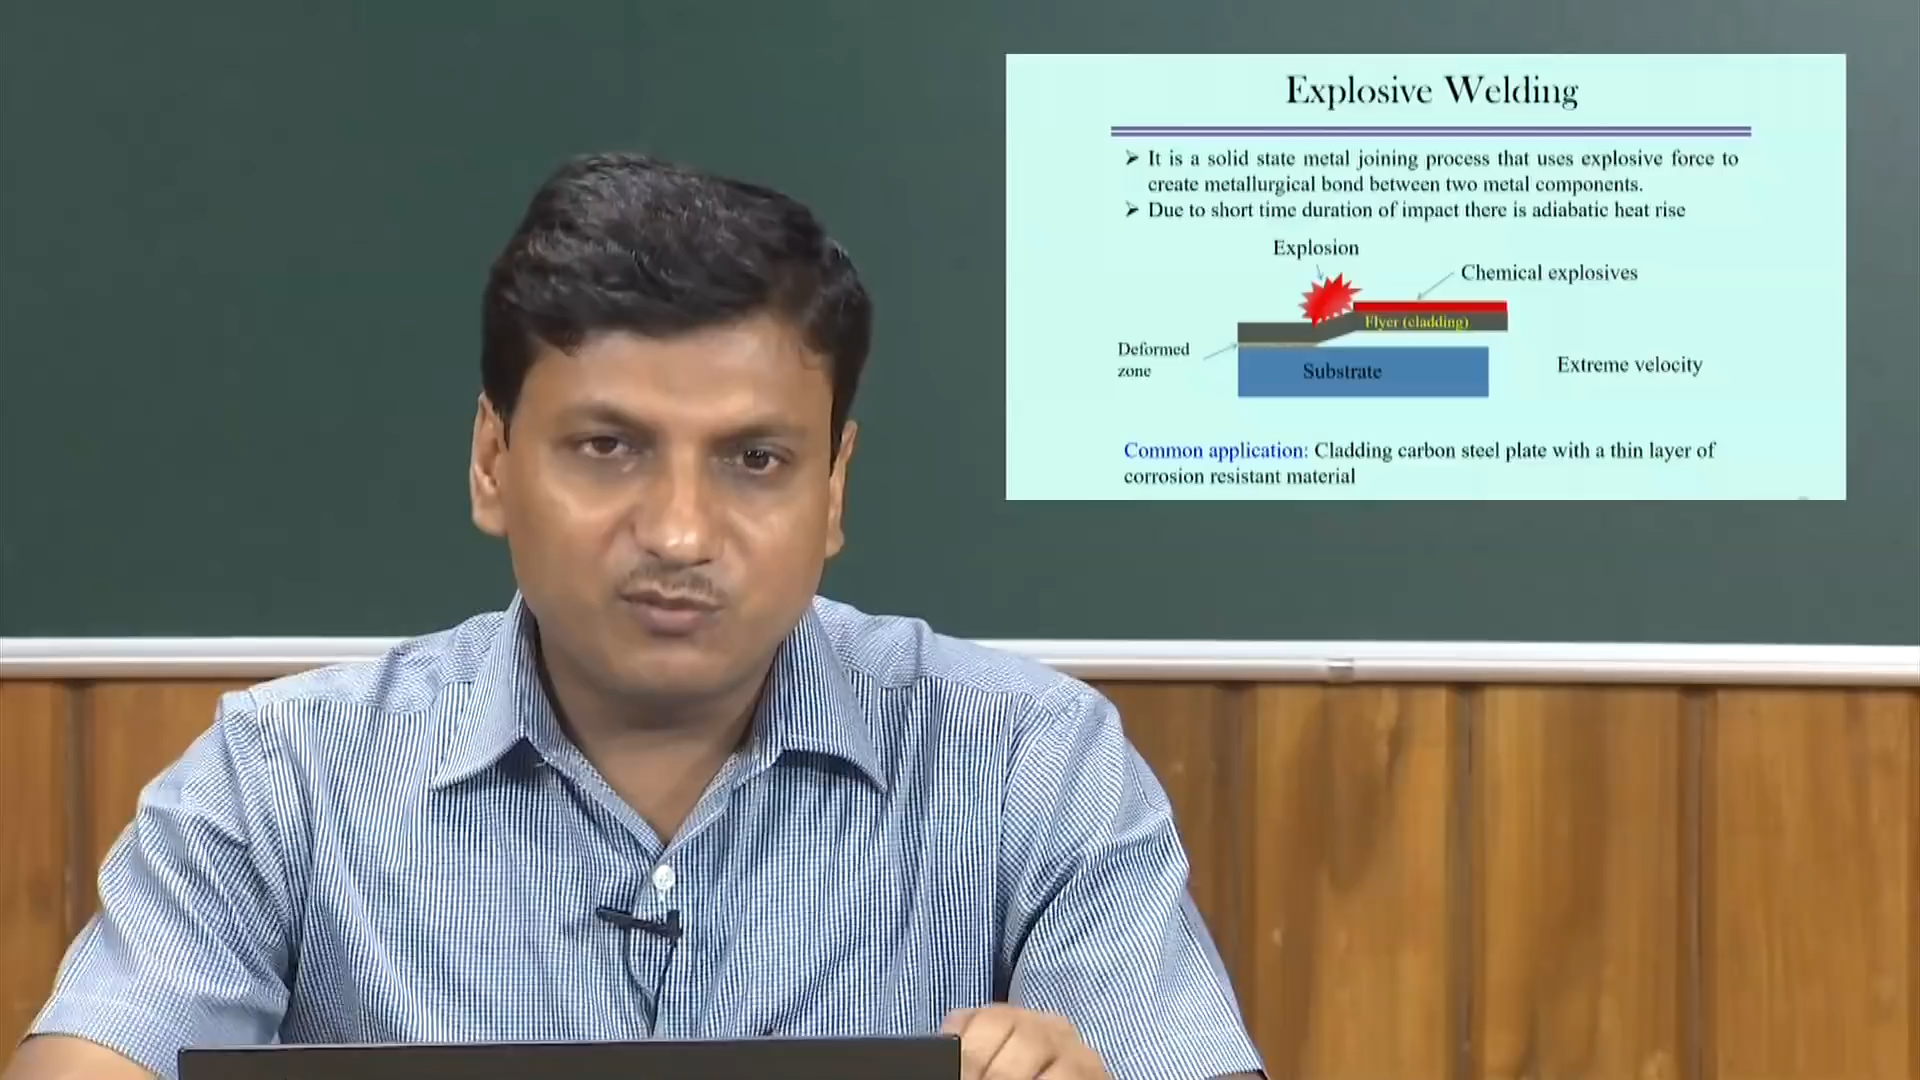 Explosive Welding
➢ It is a solid state metal joining process that uses explosive force to
create metallurgical bond between two metal components.
➢ Due to short time duration of impact there is adiabatic heat rise
Explosion
Chemical explosives
Flyer (cladding)
Deformed
zone
Substrate
Extreme velocity
Common application: Cladding carbon steel plate with a thin layer of
corrosion resistant material